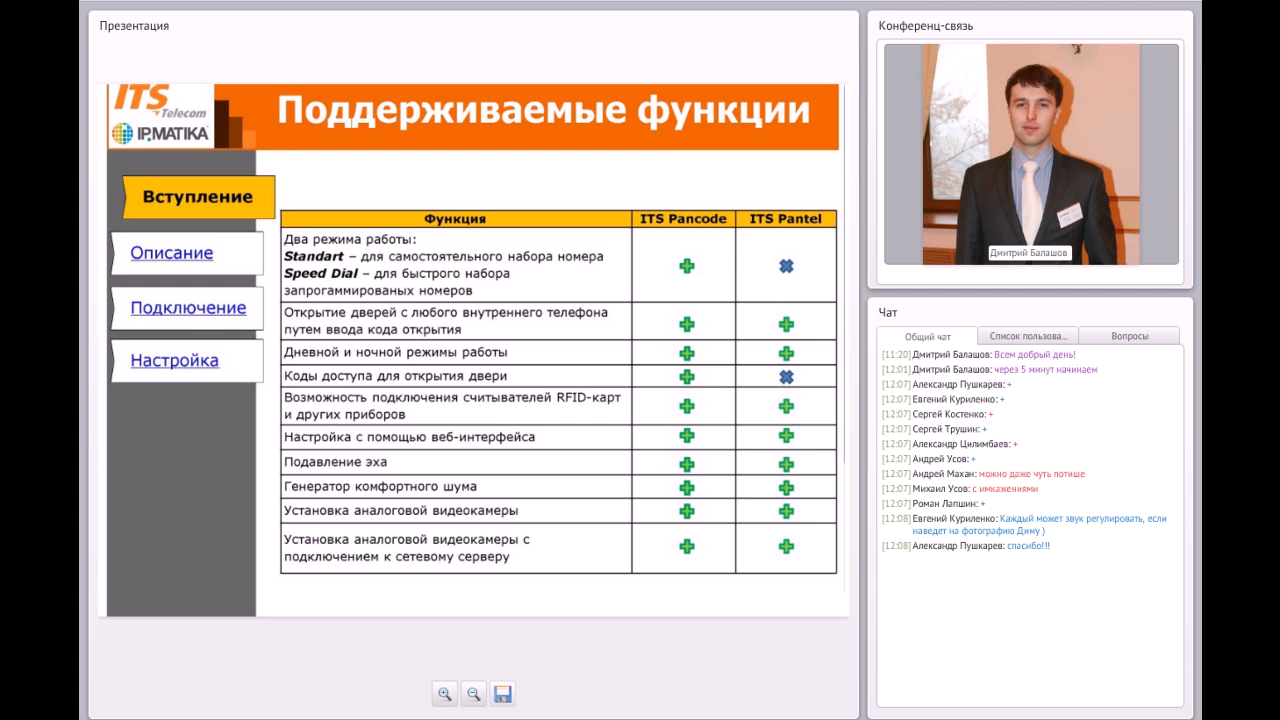 Презентация
ITS
Telecom
IPMATIKA
Поддерживаемые функции
Вступление
Описание
Подключение
Настройка
Функция ITS Pancode ITS Pantel
Два режима работы:
Standart – для самостоятельного набора номера
Speed Dial – для быстрого набора
запрограммированых номеров
Открытие дверей с любого внутреннего телефона
путем ввода кода открытия
Дневной и ночной режимы работы
Коды доступа для открытия двери
Возможность подключения считывателей RFID-карт
и других приборов
Настройка с помощью веб-интерфейса
Подавление эха
Генератор комфортного шума
Установка аналоговой видеокамеры
Установка аналоговой видеокамеры с
подключением к сетевому серверу
Конференц-связь
Дмитрий Балашов
Чат
Общий чат Список пользова... Вопросы
[11:20] Дмитрий Балашов: Всем добрый день!
[12:01] Дмитрий Балашов: через 5 минут начинаем
[12:07] Александр Пушкарев: +
[12:07] Евгений Куриленко: +
[12:07] Сергей Костенко: +
[12:07] Сергей Трушин: +
[12:07] Александр Цилимбаев: +
[12:07] Андрей Усов: +
[12:07] Андрей Махан: можно даже чуть потише
[12:07] Михаил Усов: с имкажениями
[12:07] Роман Лапшин: +
[12:08] Евгений Куриленко: Каждый может звук регулировать, если
наведет на фотографию Диму )
[12:08] Александр Пушкарев: спасибо!!!